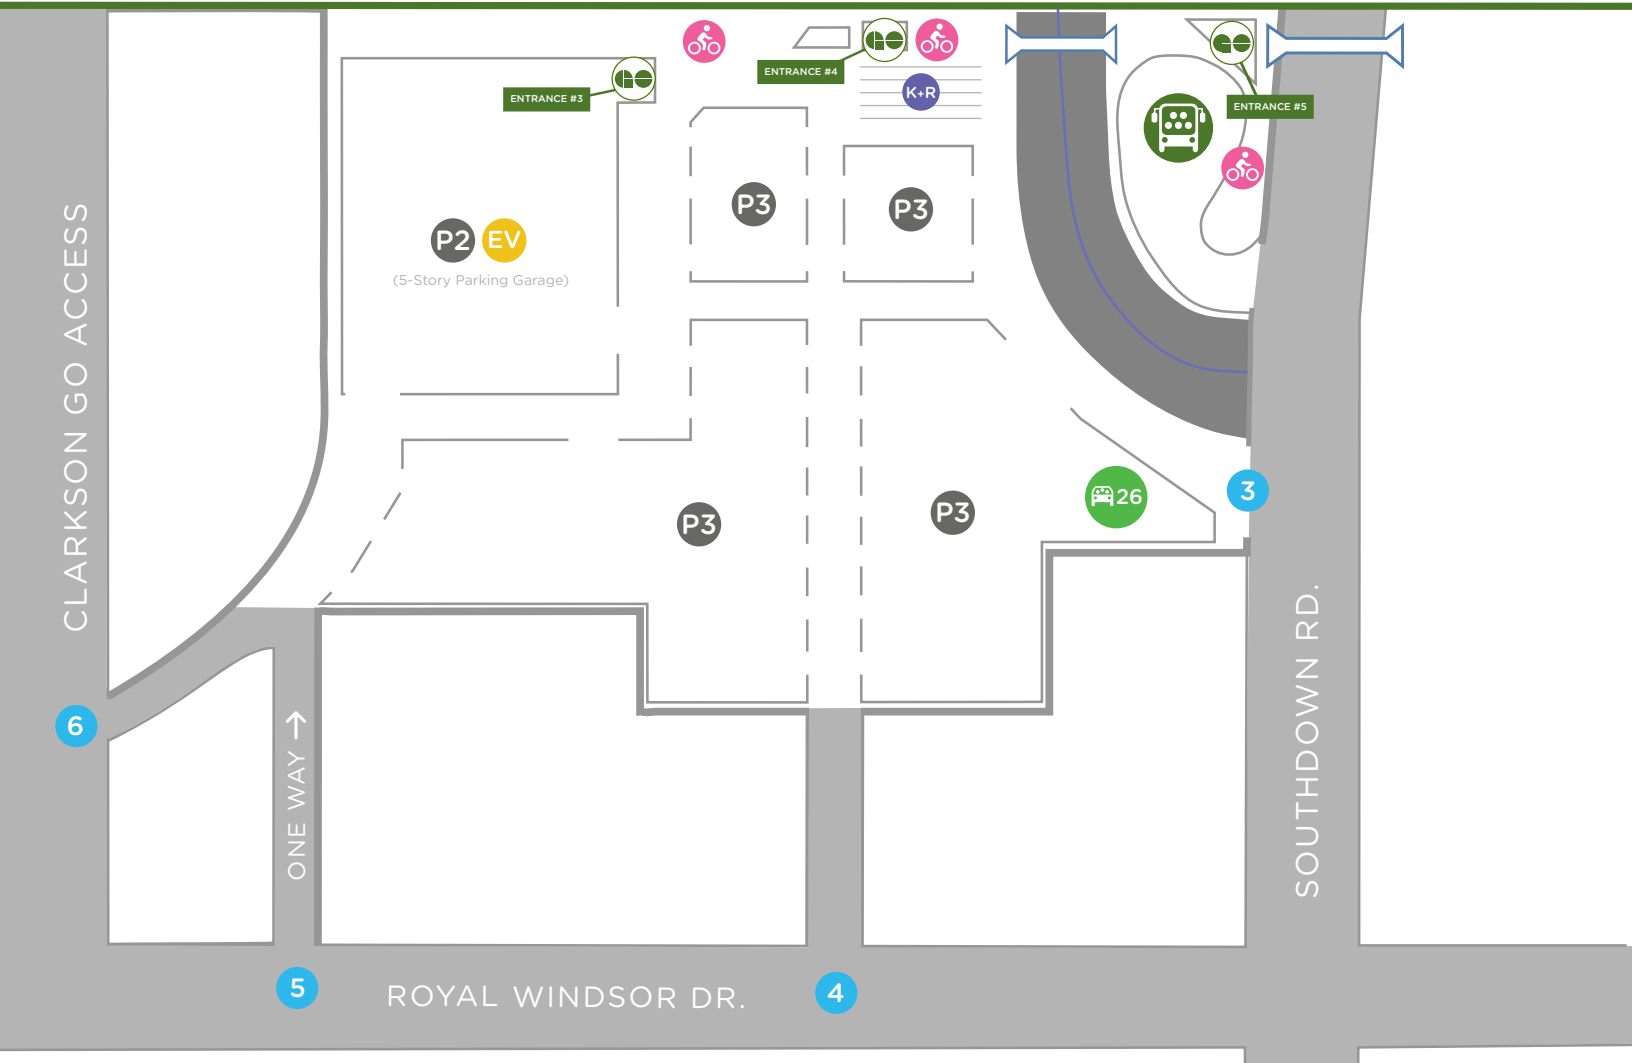 ENTRANCE #3
ENTRANCE #4
K+R
ENTRANCE #5
P3
P3
P2
EV
(5-Story Parking Garage)
CLARKSON GO ACCESS
P3
P3
26
3
SOUTHDOWN RD.
6
ONE WAY →
5
ROYAL WINDSOR DR.
4